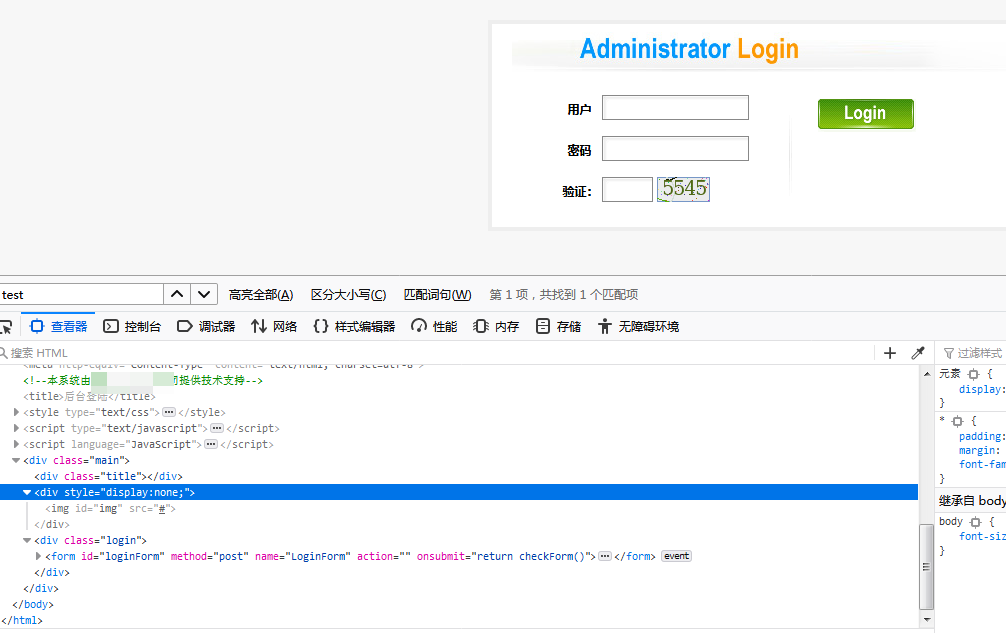 Administrator Login
用户
Login
密码
验证: 5545
test 高亮全部(A) 区分大小写(C) 匹配词句(W) 第 1 项，共找到 1 个匹配项
查看器 控制台 调试器 网络 {} 样式编辑器 性能 内存 存储 无障碍环境
搜索 HTML + 过滤样式
<meta http-equiv="Content-Type" content="text/html; charset=utf-8">
<!--本系统由 提供技术支持-->
<title>后台登陆</title>
<style type="text/css"></style>
<script type="text/javascript"></script>
<script language="JavaScript"></script>
<div class="main">
<div class="title"></div>
<div style="display:none;">
<img id="img" src="#">
</div>
<div class="login">
<form id="loginForm" method="post" name="LoginForm" action="" onsubmit="return checkForm()"></form> event
</div>
</div>
</body>
</html>
元素 {
display:
}
* {
padding:
margin:
font-fam
}
继承自 body
body {
font-siz
}